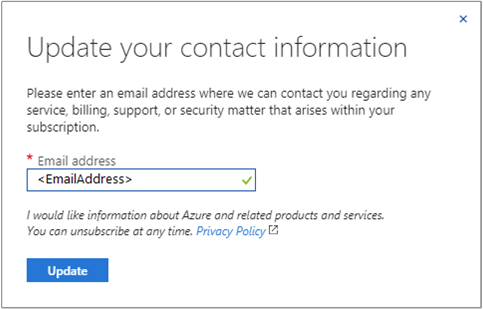 Update your contact information
Please enter an email address where we can contact you regarding any
service, billing, support, or security matter that arises within your
subscription.
* Email address
<EmailAddress>
I would like information about Azure and related products and services.
You can unsubscribe at any time. Privacy Policy
Update